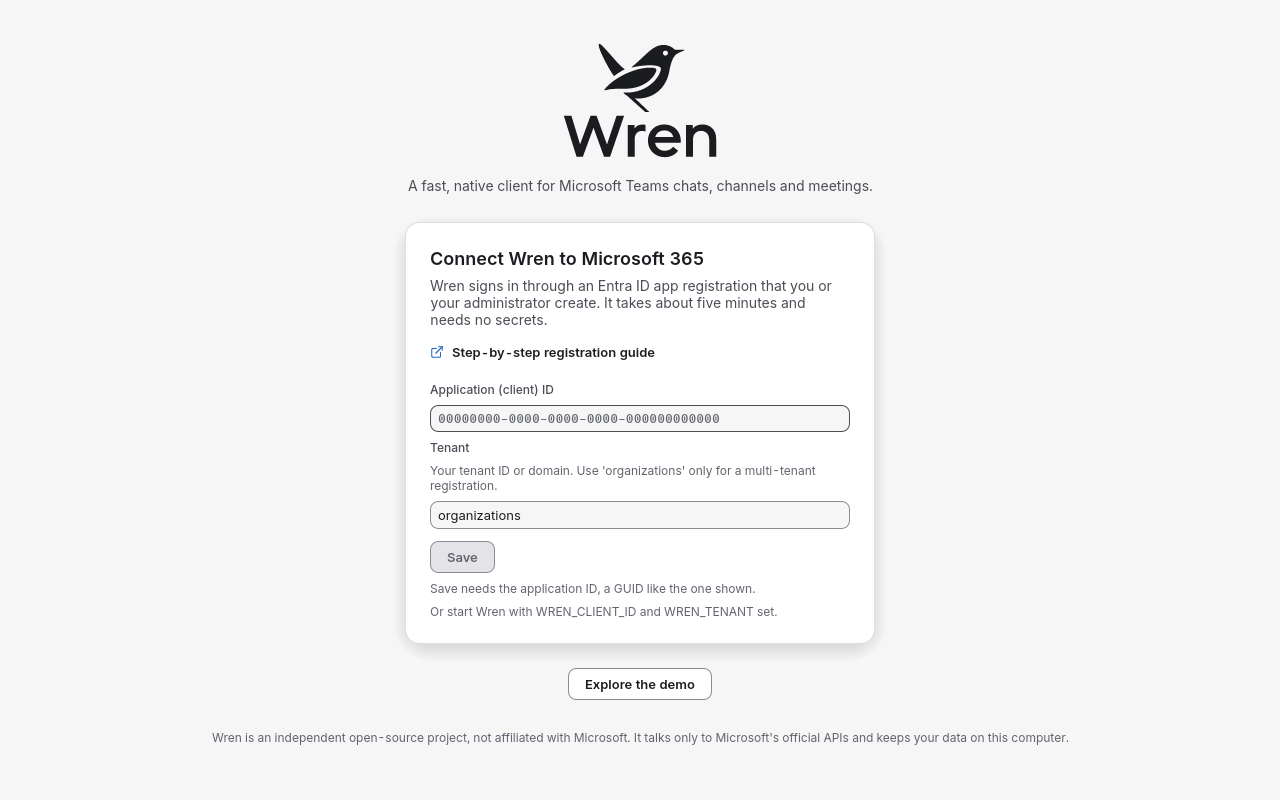 Wren
A fast, native client for Microsoft Teams chats, channels and meetings.
Connect Wren to Microsoft 365
Wren signs in through an Entra ID app registration that you or
your administrator create. It takes about five minutes and
needs no secrets.
Step-by-step registration guide
Application (client) ID
00000000-0000-0000-0000-000000000000
Tenant
Your tenant ID or domain. Use 'organizations' only for a multi-tenant
registration.
organizations
Save
Save needs the application ID, a GUID like the one shown.
Or start Wren with WREN_CLIENT_ID and WREN_TENANT set.
Explore the demo
Wren is an independent open-source project, not affiliated with Microsoft. It talks only to Microsoft's official APIs and keeps your data on this computer.